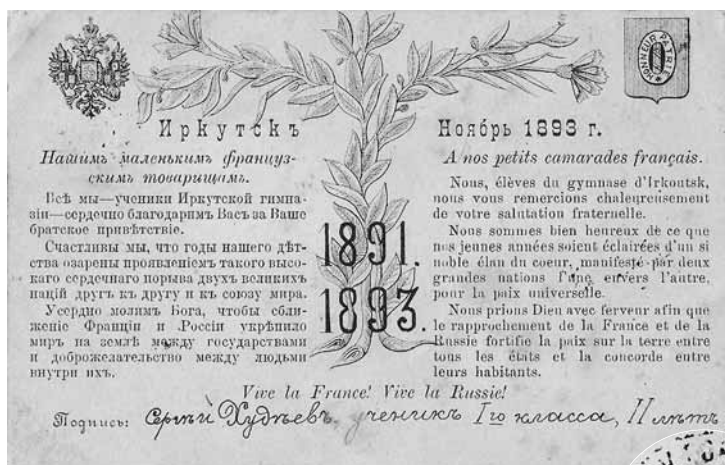 HONNEUR PATRIE
Иркутскъ
Ноябрь 1893 г.
Нашимъ маленькимъ француз-
скимъ товарищамъ.
Всѣ мы—ученики Иркутской гимна-
зіи—сердечно благодаримъ Васъ за Ваше
братское привѣтствіе.
Счастливы мы, что годы нашего дѣт-
ства озарены проявленіемъ такого высо-
каго сердечнаго порыва двухъ великихъ
націй другъ къ другу и къ союзу мира.
Усердно молимъ Бога, чтобы сбли-
женіе Франціи и Россіи укрѣпило
миръ на землѣ между государствами
и доброжелательство между людьми
внутри ихъ.
1891.
1893.
A nos petits camarades français.
Nous, élèves du gymnase d'Irkoutsk,
nous vous remercions chaleureusement
de votre salutation fraternelle.
Nous sommes bien heureux de ce que
nos jeunes années soient éclairées d'un si
noble élan du coeur, manifesté par deux
grandes nations l'une envers l'autre,
pour la paix universelle.
Nous prions Dieu avec ferveur afin que
le rapprochement de la France et de la
Russie fortifie la paix sur la terre entre
tous les états et la concorde entre
leurs habitants.
Vive la France! Vive la Russie!
Подпись: Сергѣй Худѣевъ, ученикъ Iго класса, II лѣтъ